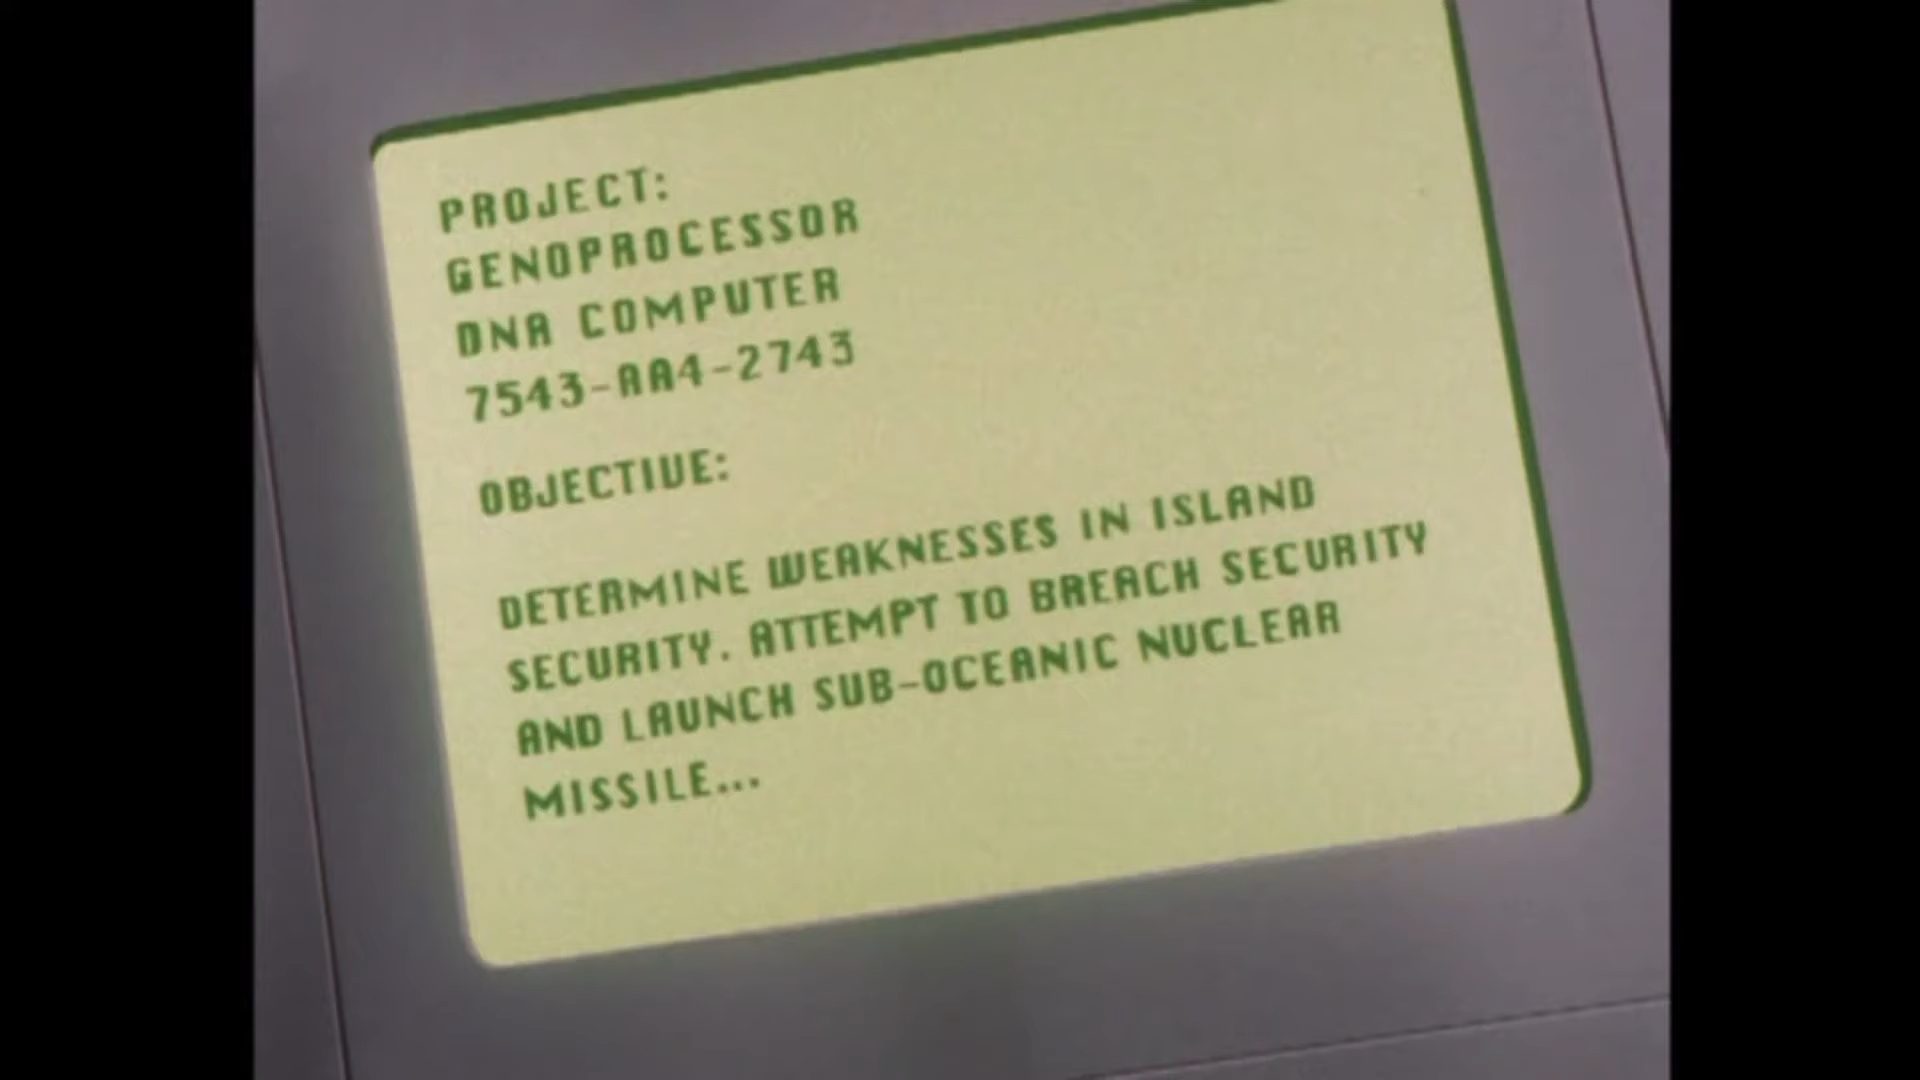 PROJECT:
GENOPROCESSOR
DNA COMPUTER
7543-AA4-2743
OBJECTIVE:
DETERMINE WEAKNESSES IN ISLAND
SECURITY. ATTEMPT TO BREACH SECURITY
AND LAUNCH SUB-OCEANIC NUCLEAR
MISSILE...